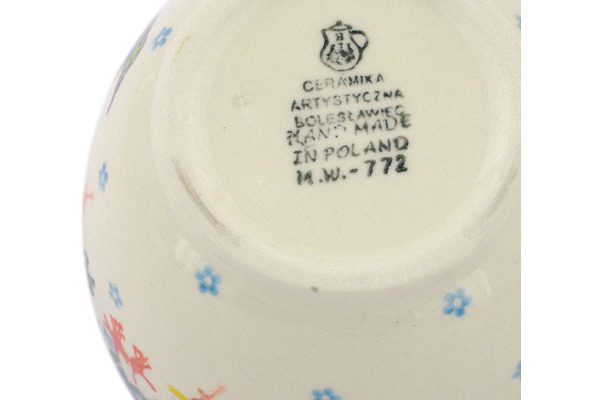 CERAMIKA
ARTYSTYCZNA
BOLESŁAWIEC
HAND MADE
IN POLAND
M.W.-772